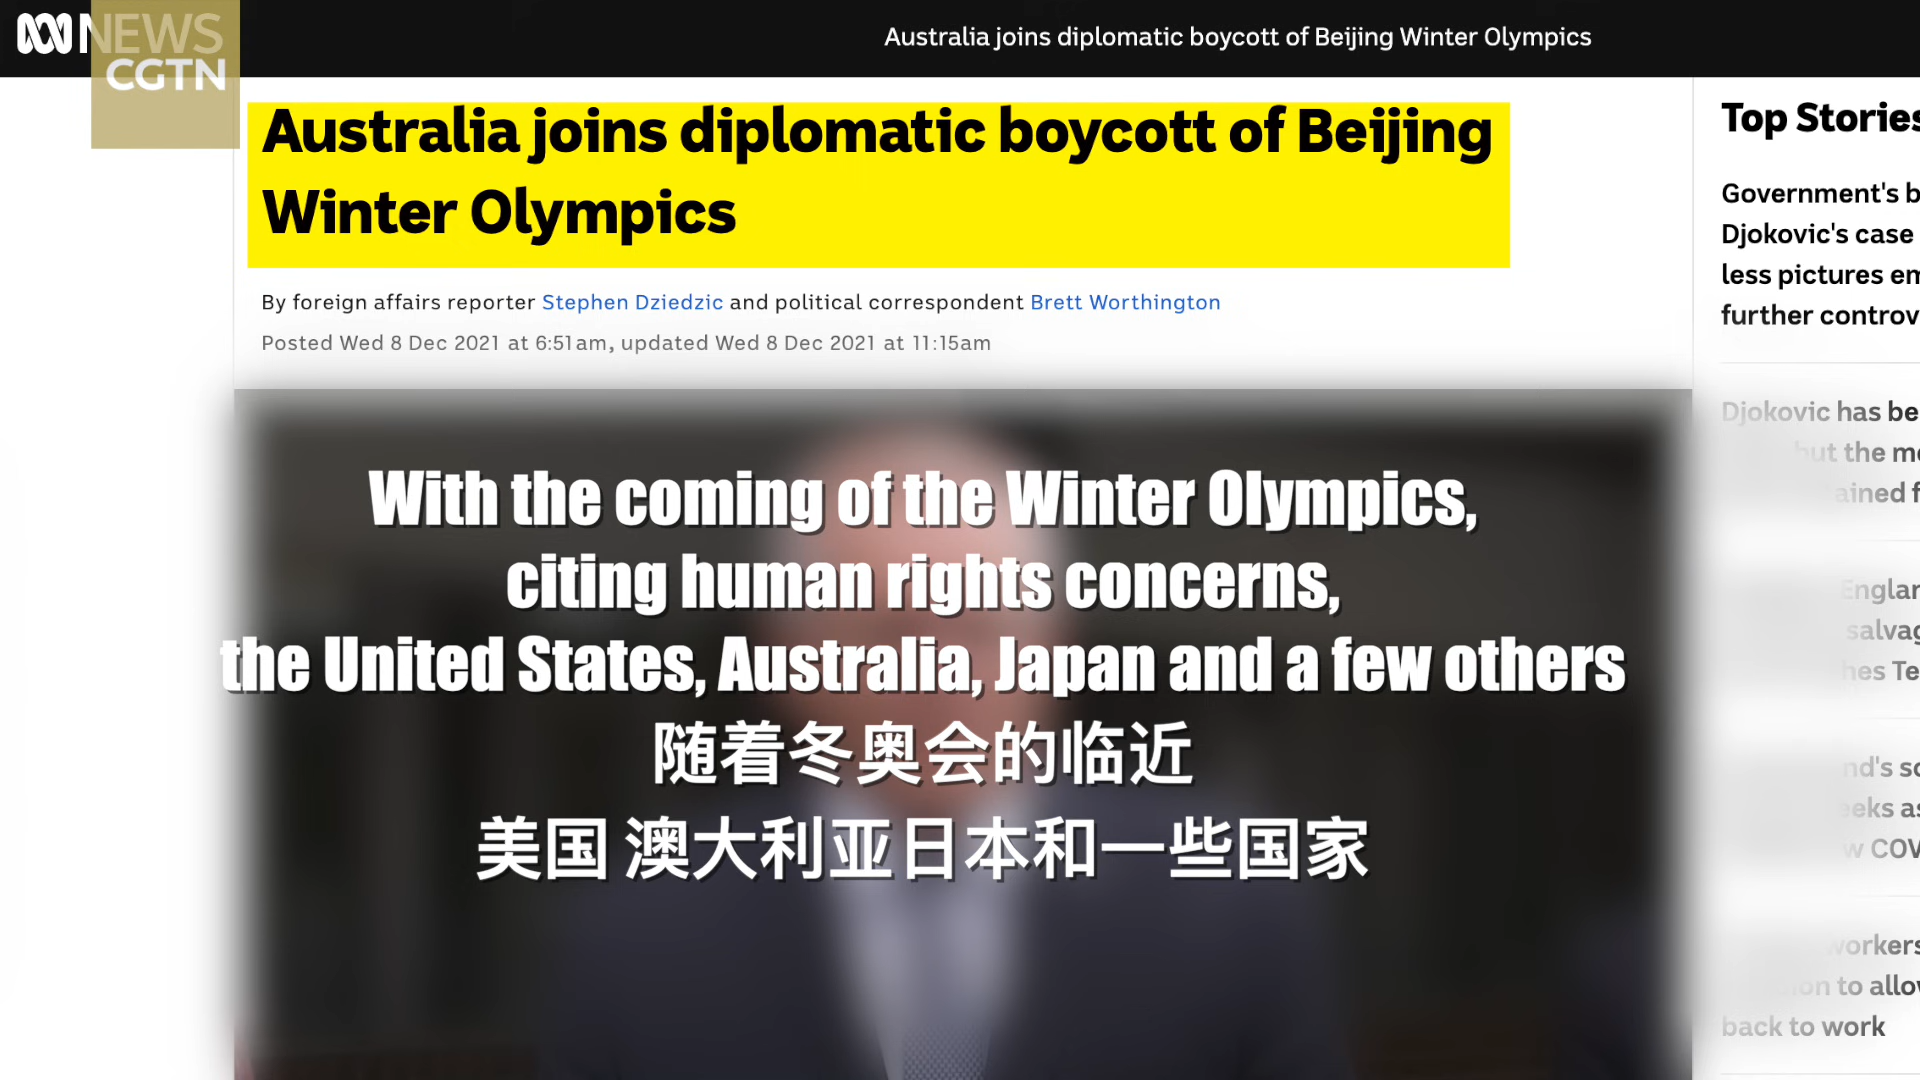 NEWS
CGTN
Australia joins diplomatic boycott of Beijing Winter Olympics
Australia joins diplomatic boycott of Beijing
Winter Olympics
By foreign affairs reporter Stephen Dziedzic and political correspondent Brett Worthington
Posted Wed 8 Dec 2021 at 6:51am, updated Wed 8 Dec 2021 at 11:15am
With the coming of the Winter Olympics,
citing human rights concerns,
the United States, Australia, Japan and a few others
随着冬奥会的临近
美国 澳大利亚日本和一些国家
Top Stories
Government's
Djokovic's case
less pictures
further
Djokovic has
but the
to
back to work